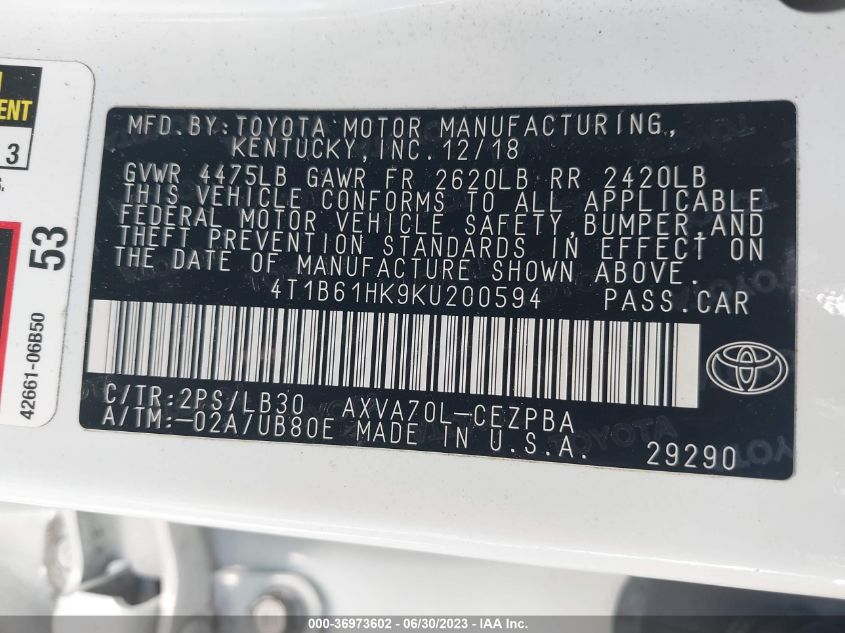 MFD.BY:TOYOTA MOTOR MANUFACTURING,
KENTUCKY,INC.12/18
GVWR 4475LB GAWR FR 2620LB RR 2420LB
THIS VEHICLE CONFORMS TO ALL APPLICABLE
FEDERAL MOTOR VEHICLE SAFETY,BUMPER,AND
THEFT PREVENTION STANDARDS IN EFFECT ON
THE DATE OF MANUFACTURE SHOWN ABOVE.
4T1B61HK9KU200594 PASS.CAR
C/TR:2PS/LB30 AXVA70L-CEZPBA
A/TM:-02A/UB80E MADE IN U.S.A.
29290
3
53
42661-06B50
000-36973602 - 06/30/2023 - IAA Inc.